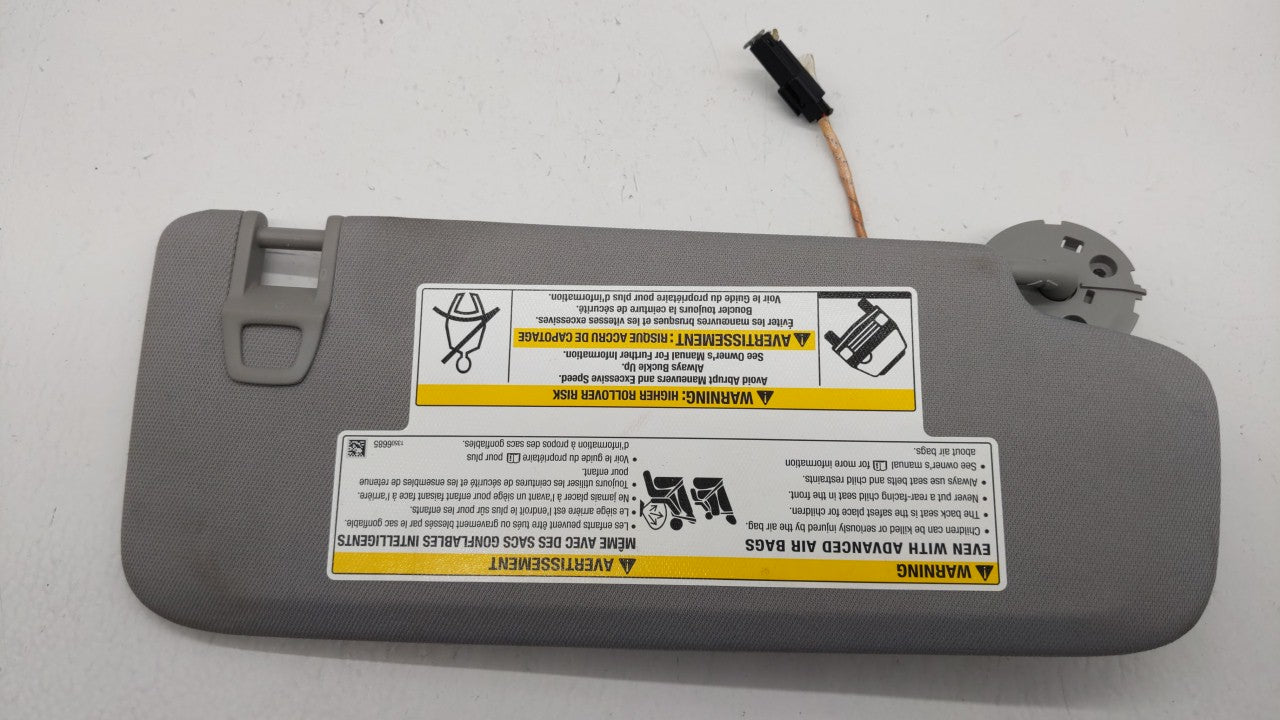 WARNING
EVEN WITH ADVANCED AIR BAGS
• Children can be killed or seriously injured by the air bag.
• The back seat is the safest place for children.
• Never put a rear-facing child seat in the front.
• Always use seat belts and child restraints.
• See owner's manual for more information
about air bags.
AVERTISSEMENT
MÊME AVEC DES SACS GONFLABLES INTELLIGENTS
• Les enfants peuvent être tués ou gravement blessés par le sac gonflable.
• Le siège arrière est l'endroit le plus sûr pour les enfants.
• Ne jamais placer à l'avant un siège pour enfant faisant face à l'arrière.
• Toujours utiliser les ceintures de sécurité et les ensembles de retenue
pour enfant.
• Voir le guide du propriétaire pour plus
d'information à propos des sacs gonflables.
WARNING: HIGHER ROLLOVER RISK
Avoid Abrupt Maneuvers and Excessive Speed.
Always Buckle Up.
See Owner's Manual For Further Information.
AVERTISSEMENT: RISQUE ACCRU DE CAPOTAGE
Éviter les manœuvres brusques et les vitesses excessives.
Boucler toujours la ceinture de sécurité.
Voir le Guide du propriétaire pour plus d'information.